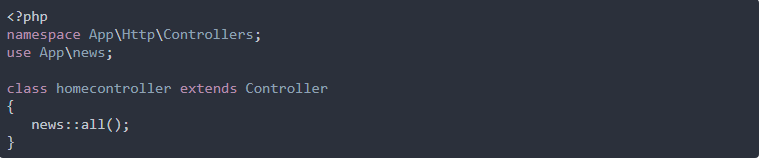 <?php
namespace App\Http\Controllers;
use App\news;
class homecontroller extends Controller
{
news::all();
}